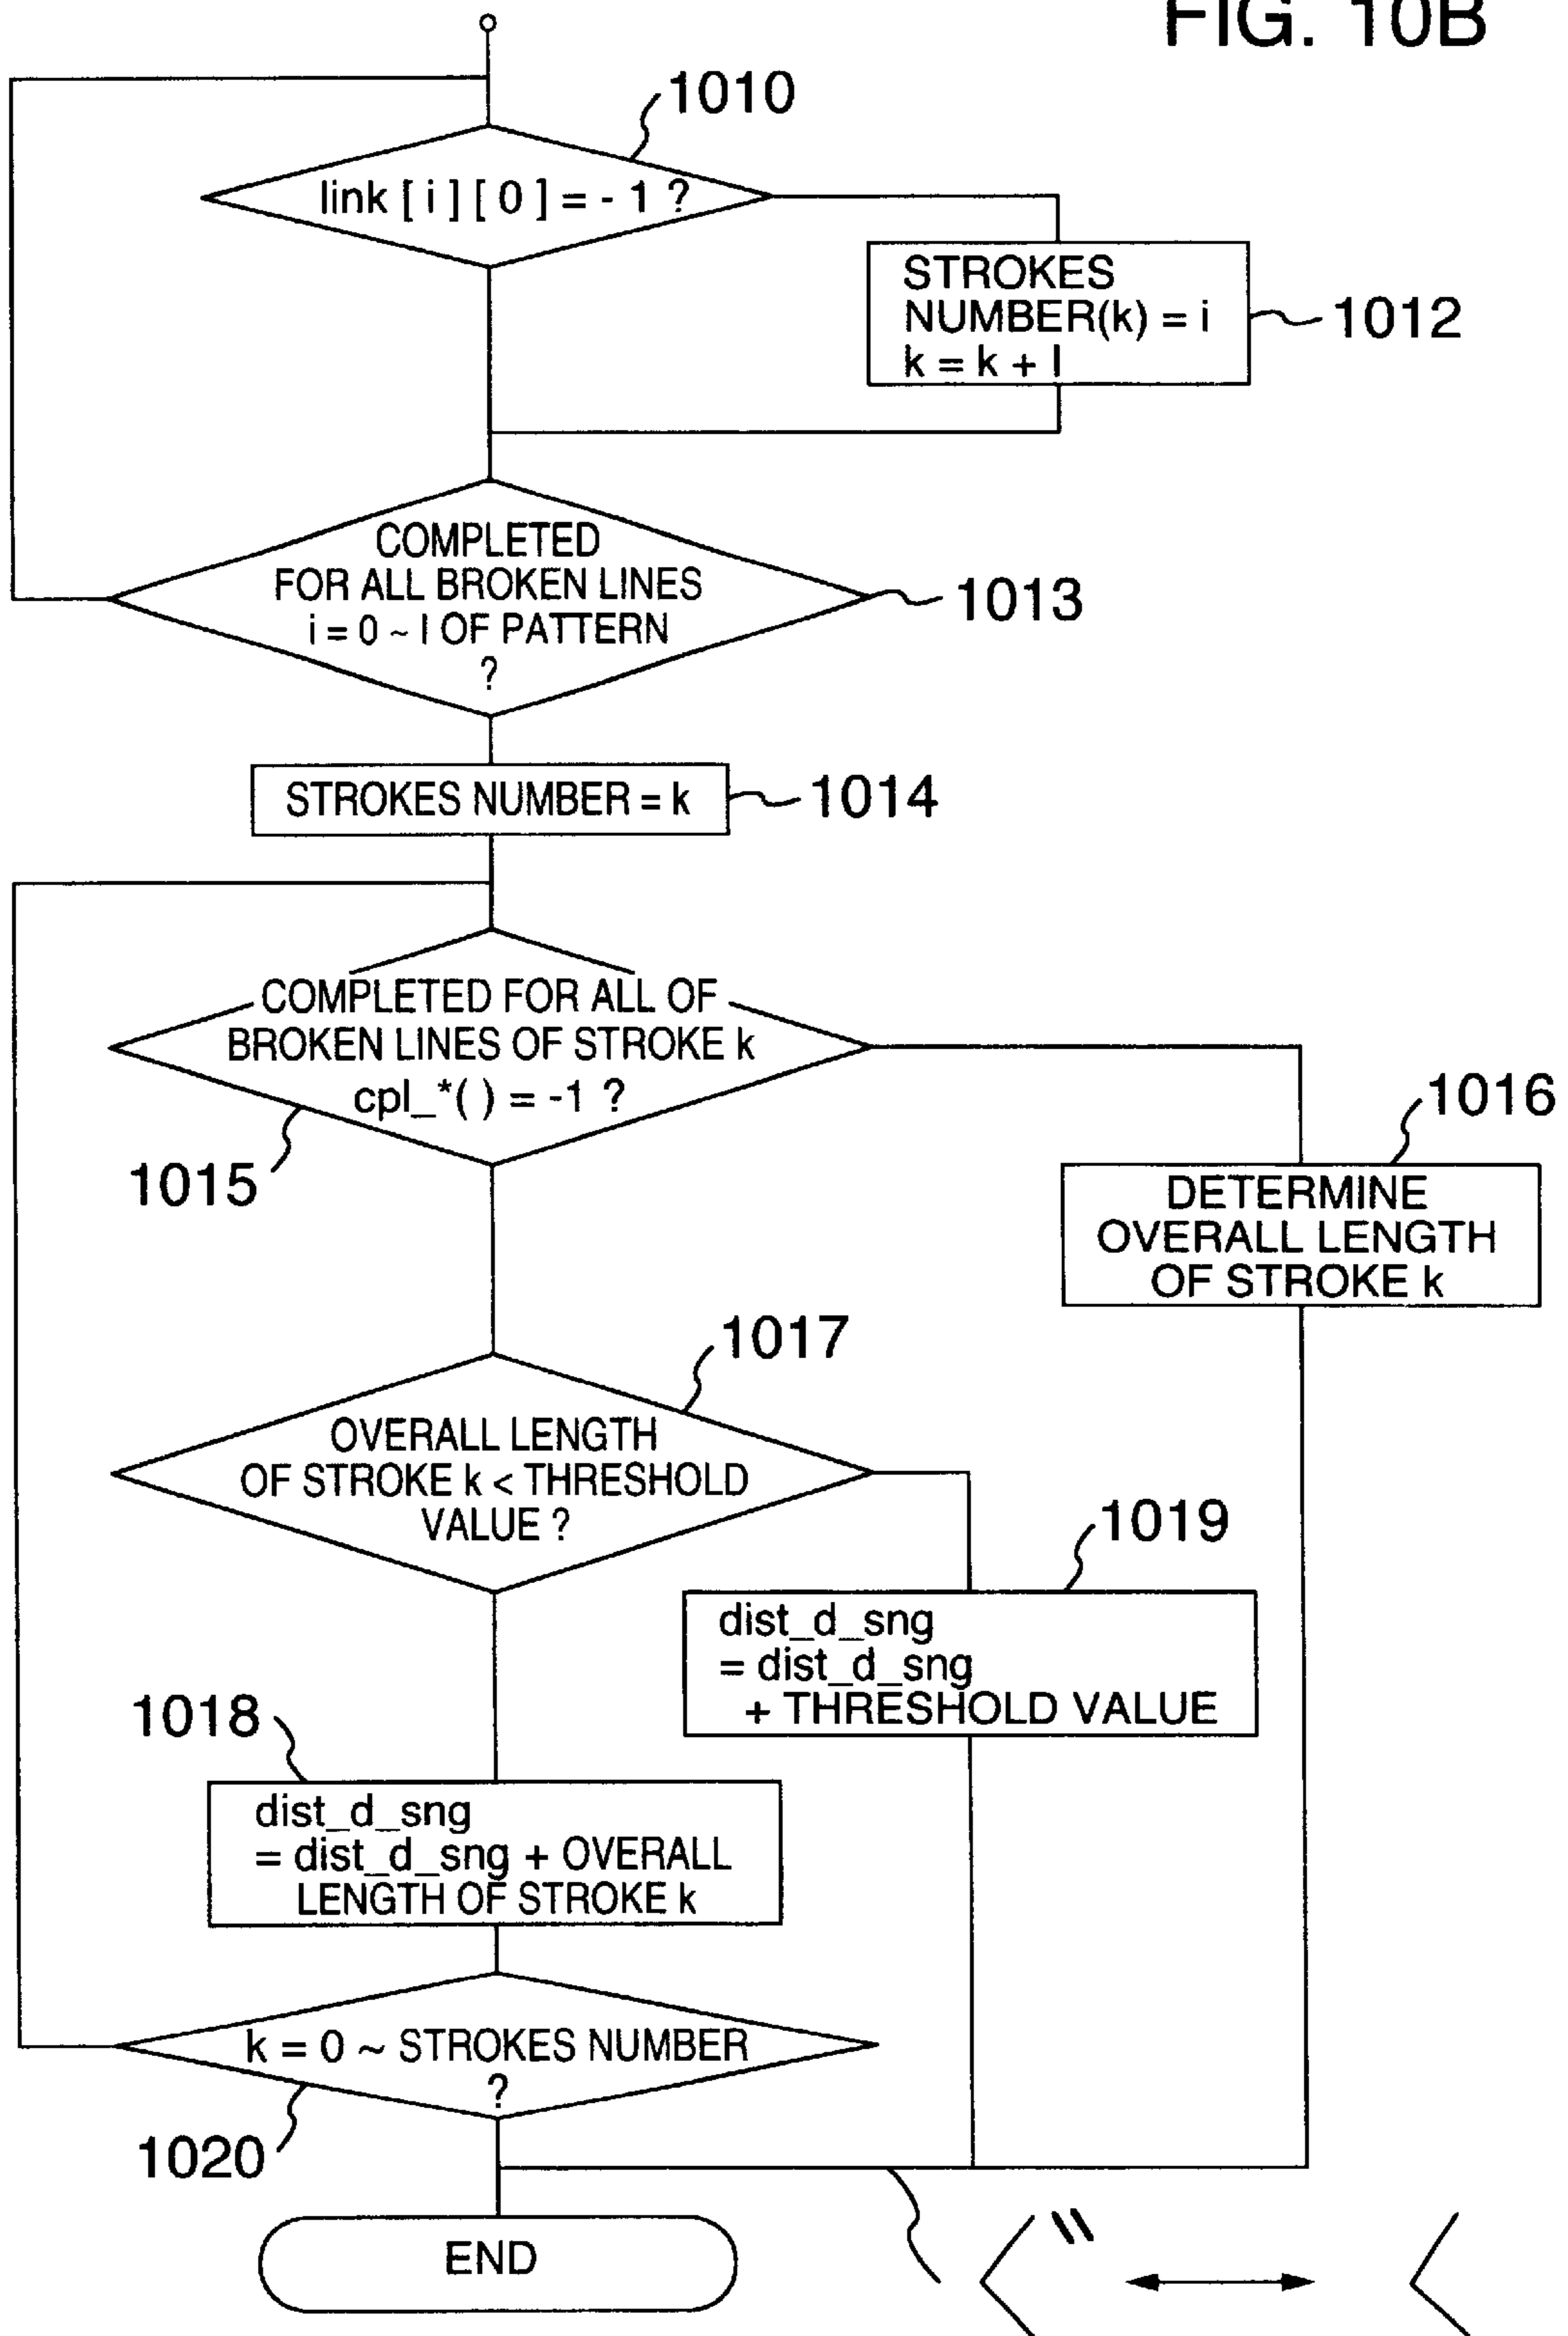 FIG. 10B
1010
link [ i ] [ 0 ] = - 1 ?
STROKES
NUMBER(k) = i
k = k + l
1012
COMPLETED
FOR ALL BROKEN LINES
i = 0 ~ I OF PATTERN
?
1013
STROKES NUMBER = k
1014
COMPLETED FOR ALL OF
BROKEN LINES OF STROKE k
cpl_*( ) = -1 ?
1015
1016
DETERMINE
OVERALL LENGTH
OF STROKE k
1017
OVERALL LENGTH
OF STROKE k < THRESHOLD
VALUE ?
1019
dist_d_sng
= dist_d_sng
+ THRESHOLD VALUE
1018
dist_d_sng
= dist_d_sng + OVERALL
LENGTH OF STROKE k
k = 0 ~ STROKES NUMBER
?
1020
END